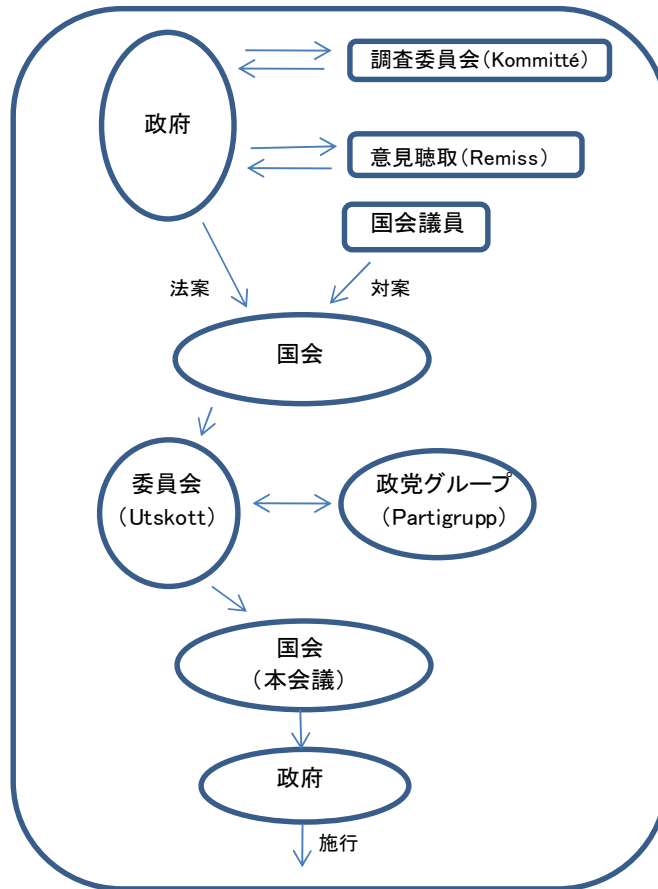 調査委員会(Kommitté)
政府
意見聴取(Remiss)
国会議員
法案
対案
国会
委員会
(Utskott)
政党グループ
(Partigrupp)
国会
(本会議)
政府
施行